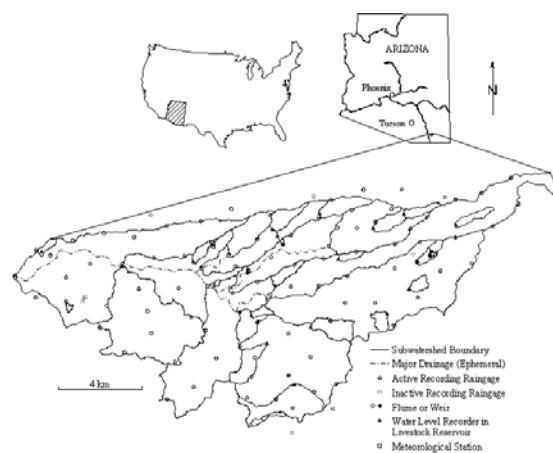 ARIZONA
Phoenix
Tucson
N
4 km
Subwatershed Boundary
Major Drainage (Ephemeral)
Active Recording Raingage
Inactive Recording Raingage
Flume or Weir
Water Level Recorder in
Livestock Reservoir
Meteorological Station